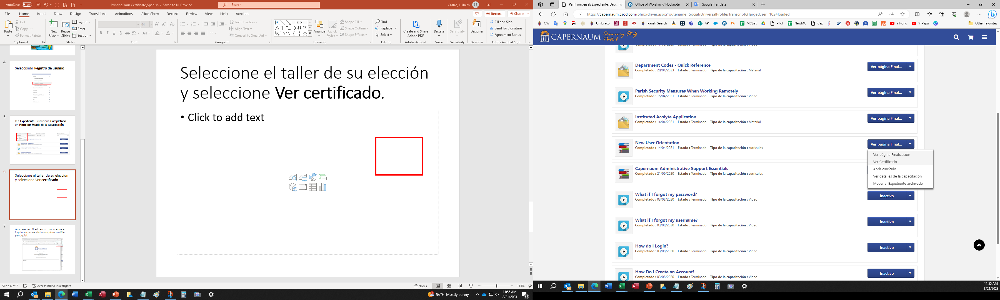 AutoSave Off
Printing Your Certificate_Spanish • Saved to N: Drive
Search
Castro, Lilibeth
File Home Insert Draw Design Transitions Animations Slide Show Record Review View Help Acrobat
Record Share
Paste
Cut
Copy
Format Painter
Clipboard
New Slide
Reuse Slides
Layout
Reset
Section
Slides
44
Font
Paragraph
Text Direction
Align Text
Convert to SmartArt
Arrange
Quick Styles
Shape Fill
Shape Outline
Shape Effects
Drawing
Find
Replace
Select
Editing
Create and Share Adobe PDF
Adobe Acrobat
Dictate
Voice
Sensitivity
Sensitivity
Designer
Designer
Fill and Sign
Send for Signature
Agreement Status
Adobe Acrobat Sign
4
Seleccionar Registro de usuario
5
Ir a Expediente. Seleccione Completado
en Filtro por Estado de la capacitación
6
Seleccione el taller de su elección
y seleccione Ver certificado.
7
Guarde el certificado en su computadora e
imprímalo para enviarlo a su párroco o líder
parroquial.
CAPERNAUM
Seleccione el taller de su elección
y seleccione Ver certificado.
• Click to add text
Slide 6 of 7
Accessibility: Investigate
Notes
114%
96°F Mostly sunny
11:55 AM
8/21/2023
21
Perfil universal: Expediente. Desc
Office of Worship // Flocknote
Google Translate
https://capernaum.csod.com/phnx/driver.aspx?routename=Social/UniversalProfile/Transcript&TargetUser=182#loaded
OW
Umbraco
Parish Search
AP
MCList
Pilot
NewMC
Cap
YT-Eng
YT-Spa
Other favorites
CAPERNAUM Chancery Staff Portal
Department Codes - Quick Reference
Completado : 20/04/2023 Estado : Terminado Tipo de la capacitación : Material
Ver página Final...
Parish Security Measures When Working Remotely
Completado : 15/04/2021 Estado : Terminado Tipo de la capacitación : Video
Ver página Final...
Instituted Acolyte Application
Completado : 14/04/2021 Estado : Terminado Tipo de la capacitación : Material
Ver página Final...
New User Orientation
Completado : 14/04/2021 Estado : Terminado Tipo de la capacitación : curriculos
Ver página Final...
Ver página Finalización
Ver Certificado
Abrir currículo
Ver detalles de la capacitación
Mover al Expediente archivado
Capernaum Administrative Support Essentials
Completado : 21/09/2020 Estado : Terminado Tipo de la capacitación : curriculos
What if I forgot my password?
Completado : 03/08/2020 Estado : Terminado Tipo de la capacitación : Video
Inactivo
What if I forgot my username?
Completado : 03/08/2020 Estado : Terminado Tipo de la capacitación : Video
Inactivo
How do I Login?
Completado : 03/08/2020 Estado : Terminado Tipo de la capacitación : Video
Inactivo
How Do I Create an Account?
Completado : 03/08/2020 Estado : Terminado Tipo de la capacitación : Video
Inactivo
11:55 AM
8/21/2023